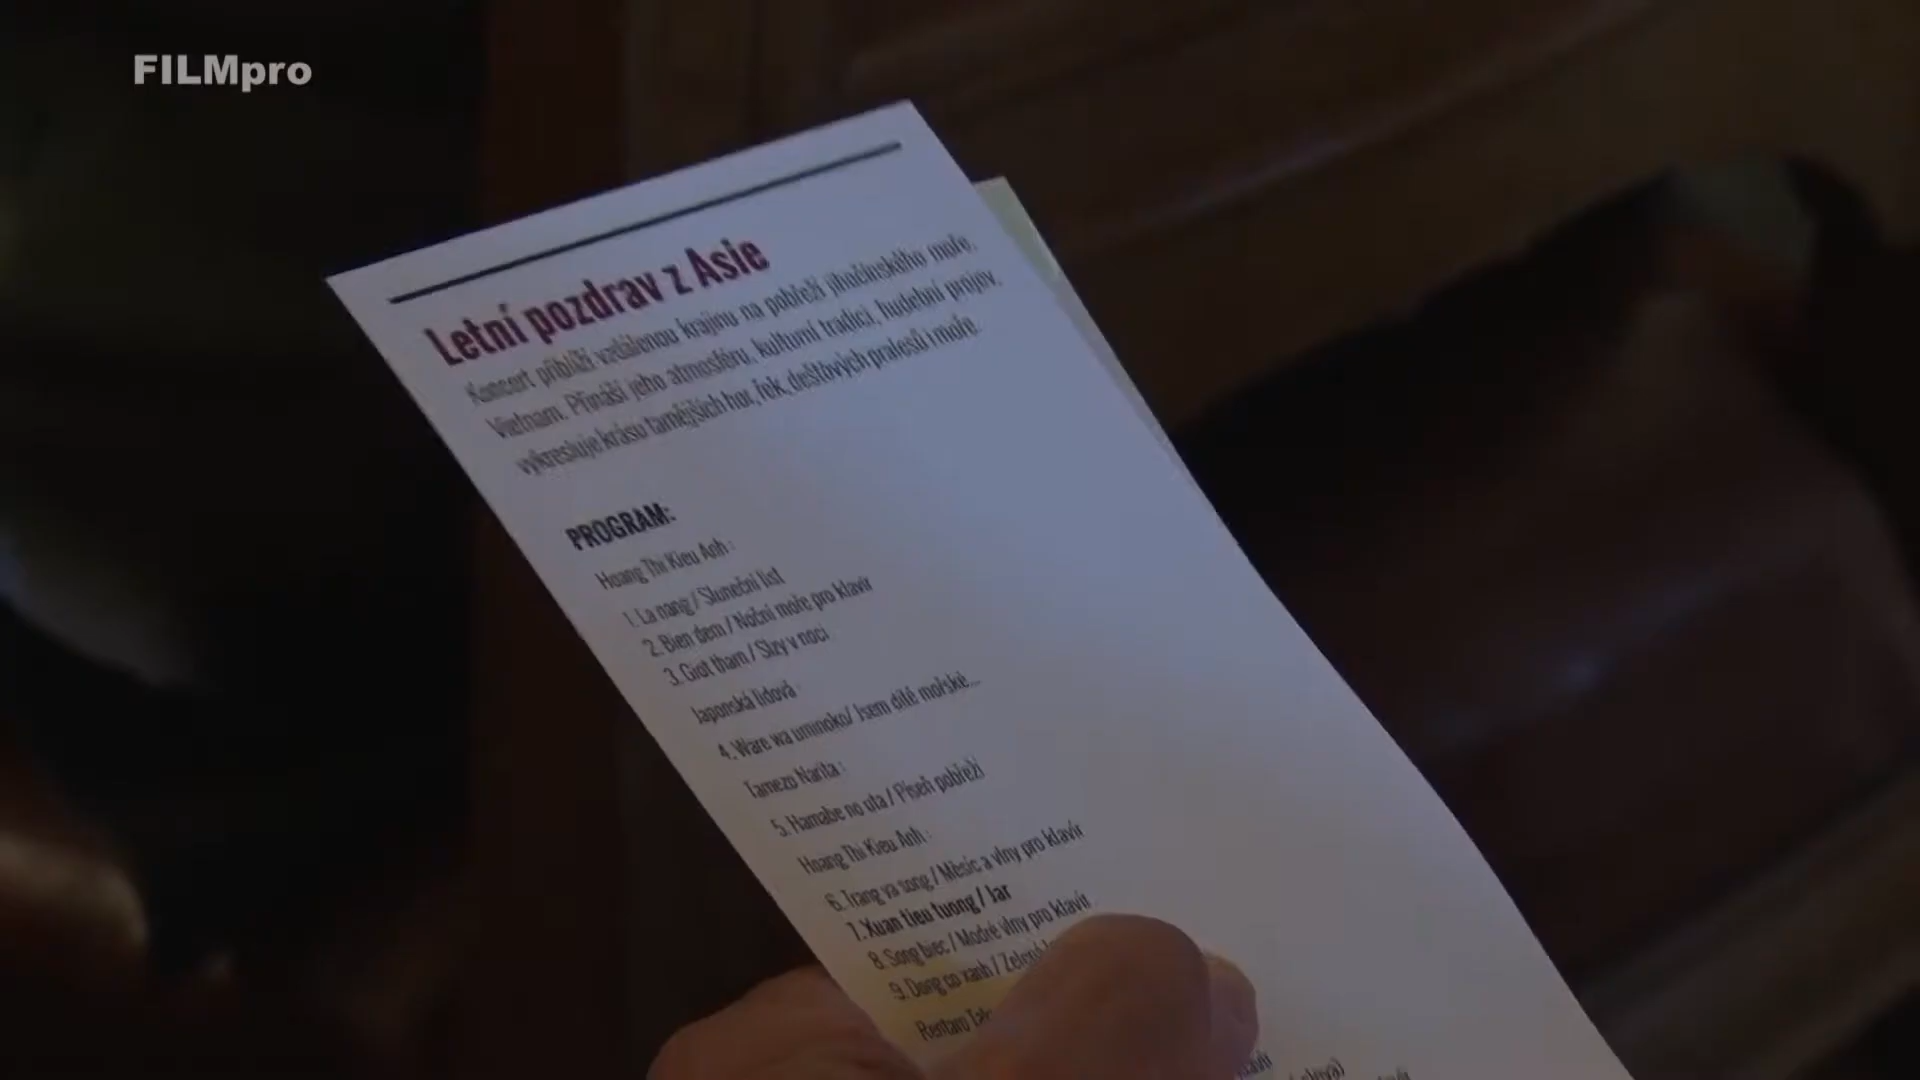 FILMpro
Letní pozdrav z Asie
Koncert přiblíží vzdálenou krajinu na pobřeží jihočínského moře,
Vietnam. Přináší jeho atmosféru, kulturní tradici, hudební projev,
vykresluje krásu tamějších hor, řek, dešťových pralesů i moře.
PROGRAM:
Hoang Thi Kieu Anh :
1. La nang / Sluneční list
2. Bien dem / Noční moře pro klavír
3. Giot tham / Slzy v noci
Japonská lidová :
4. Ware wa uminoko/ Jsem dítě mořské...
Tamezo Narita :
5. Hamabe no uta / Píseň pobřeží
Hoang Thi Kieu Anh :
6. Trang va song / Měsíc a vlny pro klavír
7. Xuan tieu tuong / Jar
8. Song biec / Modré vlny pro klavír
9. Dong co xanh /
Rentaro